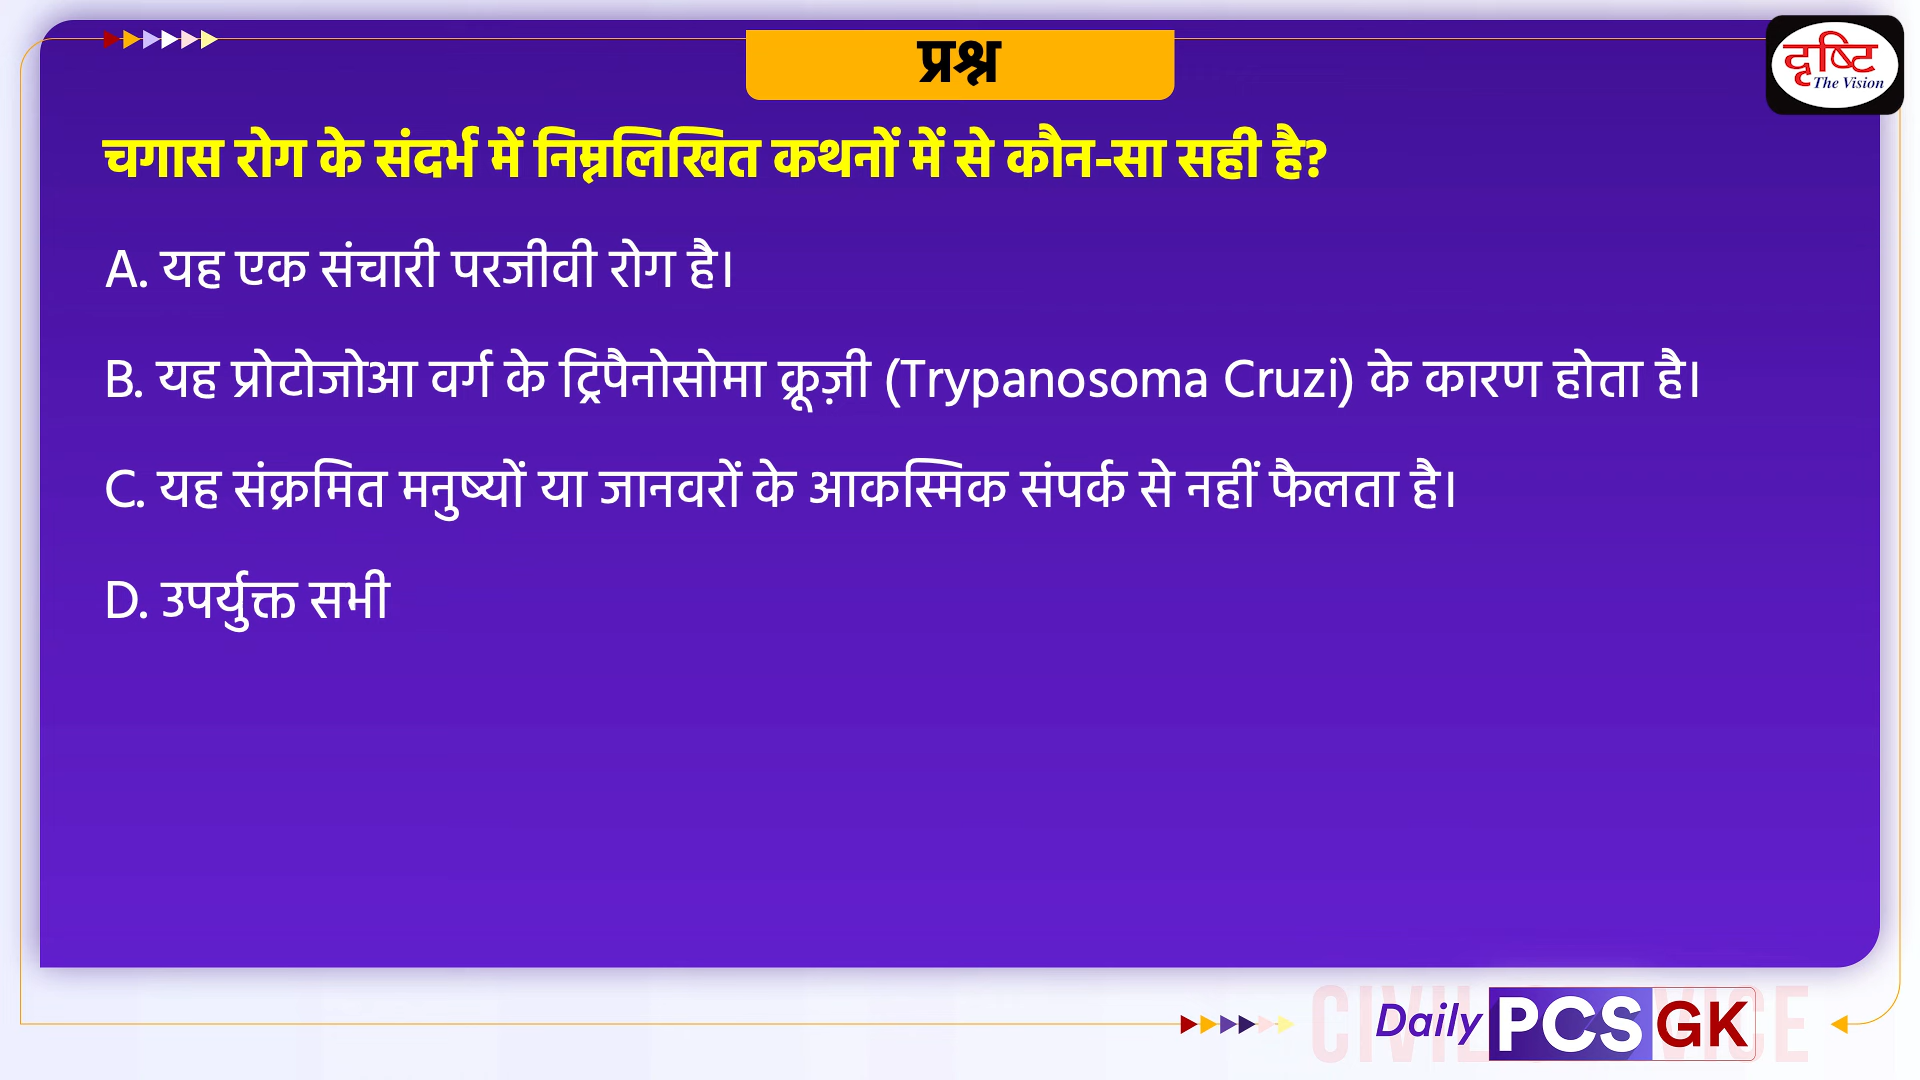 प्रश्न
दृष्टि
The Vision
चगास रोग के संदर्भ में निम्नलिखित कथनों में से कौन-सा सही है?
A. यह एक संचारी परजीवी रोग है।
B. यह प्रोटोजोआ वर्ग के ट्रिपैनोसोमा क्रूज़ी (Trypanosoma Cruzi) के कारण होता है।
C. यह संक्रमित मनुष्यों या जानवरों के आकस्मिक संपर्क से नहीं फैलता है।
D. उपर्युक्त सभी
Daily PCS GK